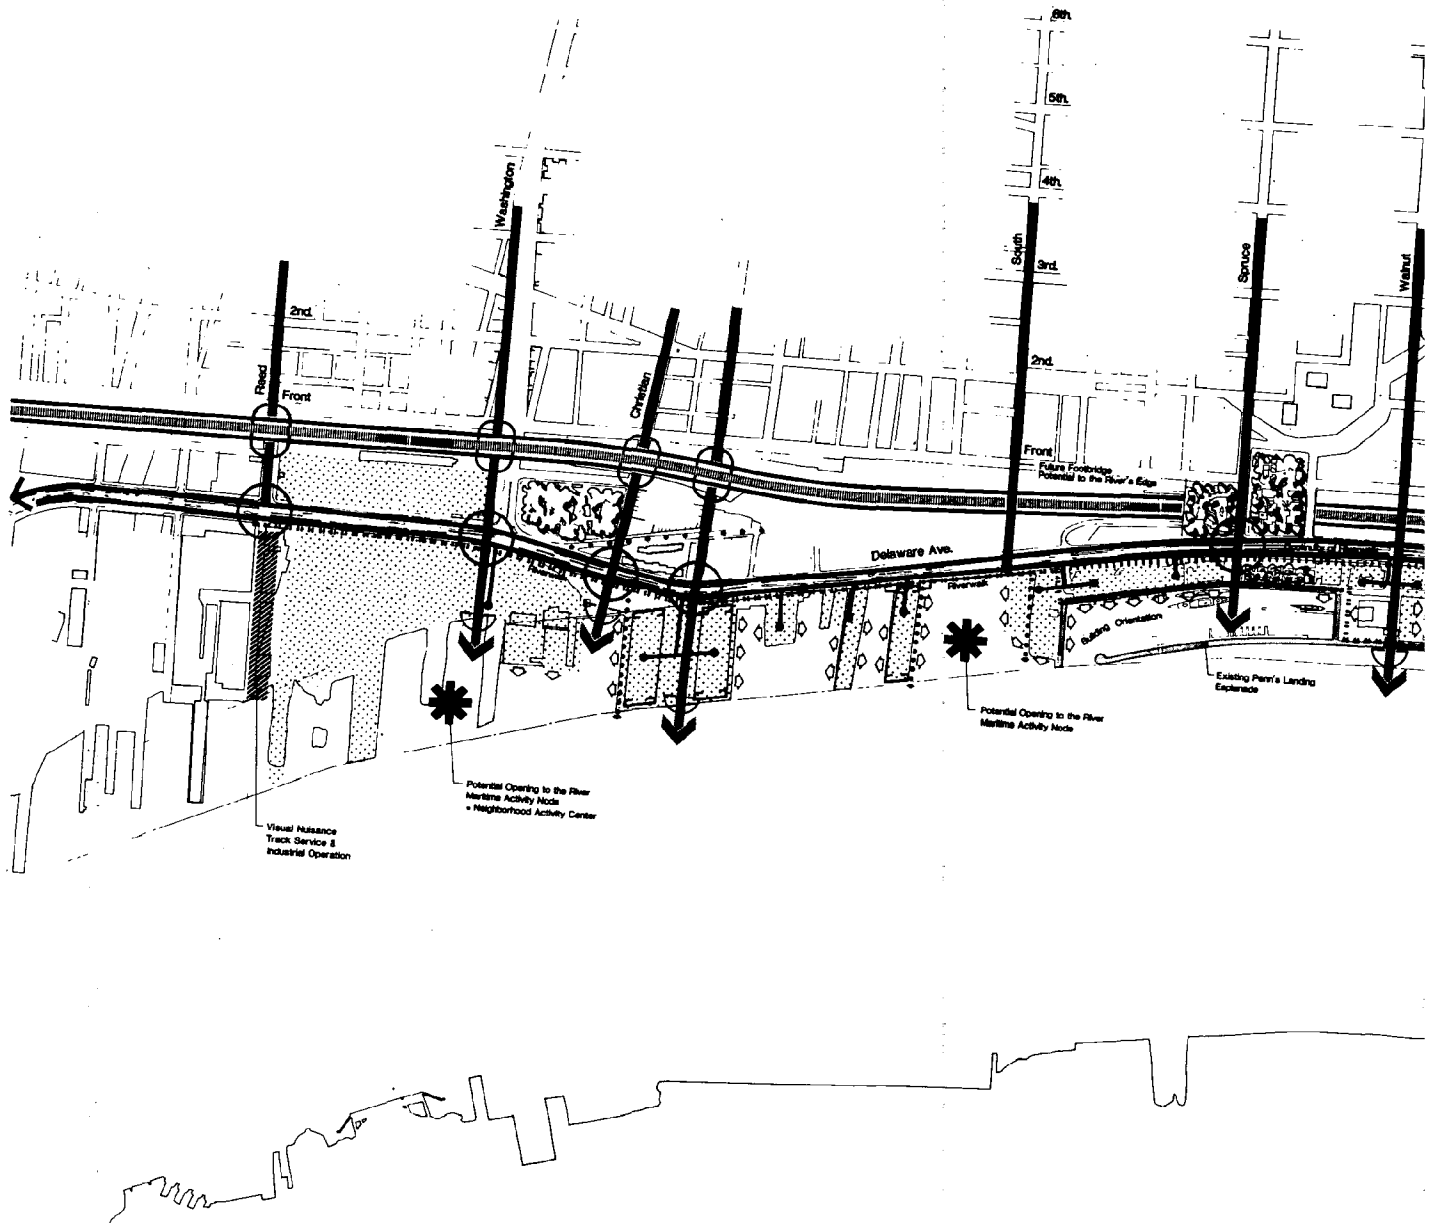 6th.
5th.
4th.
3rd.
2nd.
Front
Washington
South
Spruce
Walnut
2nd.
Reed
Front
Christian
Future Footbridge
Potential to the River's Edge
Delaware Ave.
Riverwalk
Building Orientation
Existing Penn's Landing
Esplanade
Potential Opening to the River
Maritime Activity Node
Potential Opening to the River
Maritime Activity Node
+ Neighborhood Activity Center
Visual Nuisance
Track Service &
Industrial Operation